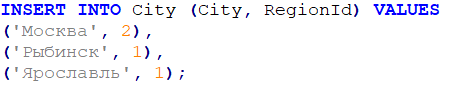 INSERT INTO City (City, RegionId) VALUES
('Москва', 2),
('Рыбинск', 1),
('Ярославль', 1);